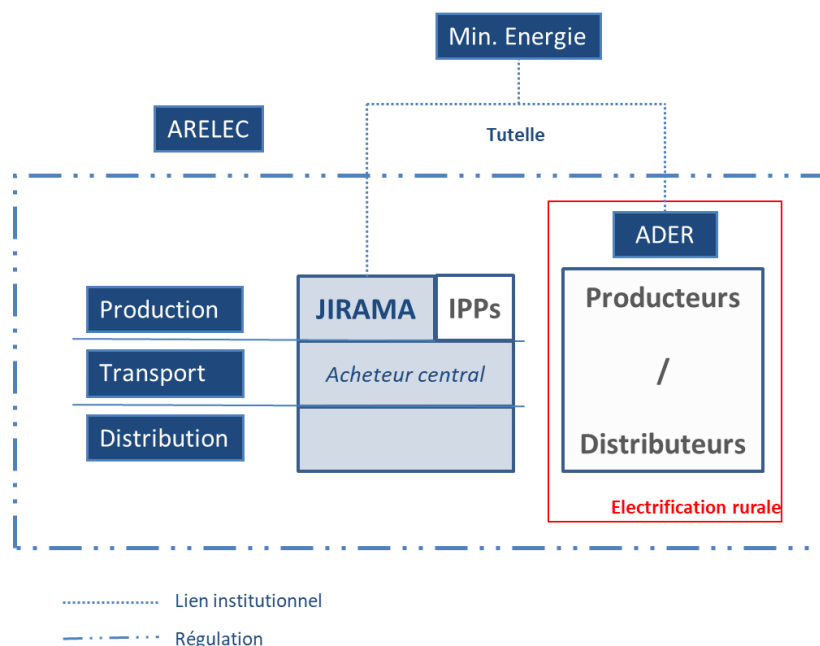 Min. Energie
ARELEC
Tutelle
ADER
Production
JIRAMA
IPPs
Producteurs
Transport
Acheteur central
/
Distribution
Distributeurs
Electrification rurale
Lien institutionnel
Régulation